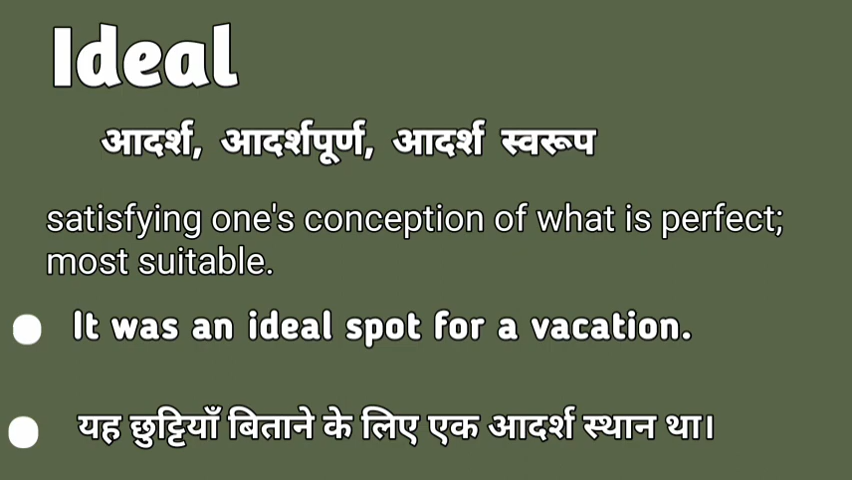 Ideal
आदर्श, आदर्शपूर्ण, आदर्श स्वरूप
satisfying one's conception of what is perfect;
most suitable.
It was an ideal spot for a vacation.
यह छुट्टियाँ बिताने के लिए एक आदर्श स्थान था।